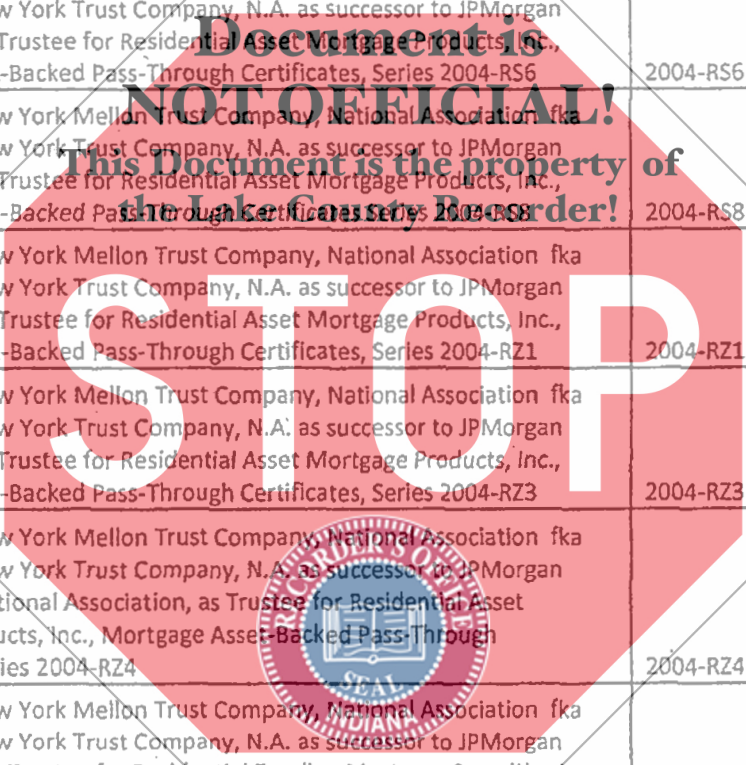 w York Trust Company, N.A. as successor to JPMorgan
Document is
Trustee for Residential Asset Mortgage Products, Inc.,
-Backed Pass-Through Certificates, Series 2004-RS6 2004-RS6
NOT OFFICIAL!
w York Mellon Trust Company, National Association fka
w York Trust Company, N.A. as successor to JPMorgan
This Document is the property of
Trustee for Residential Asset Mortgage Products, Inc.,
the Lake County Recorder!
-Backed Pass-Through Certificates, Series 2004-RS8 2004-RS8
w York Mellon Trust Company, National Association fka
w York Trust Company, N.A. as successor to JPMorgan
Trustee for Residential Asset Mortgage Products, Inc.,
-Backed Pass-Through Certificates, Series 2004-RZ1 2004-RZ1
STOP
w York Mellon Trust Company, National Association fka
w York Trust Company, N.A. as successor to JPMorgan
Trustee for Residential Asset Mortgage Products, Inc.,
-Backed Pass-Through Certificates, Series 2004-RZ3 2004-RZ3
w York Mellon Trust Company, National Association fka
w York Trust Company, N.A. as successor to JPMorgan
tional Association, as Trustee for Residential Asset
ucts, Inc., Mortgage Asset-Backed Pass-Through
ies 2004-RZ4 2004-RZ4
RECORDER'S OFFICE
SEAL
INDIANA
w York Mellon Trust Company, National Association fka
w York Trust Company, N.A. as successor to JPMorgan